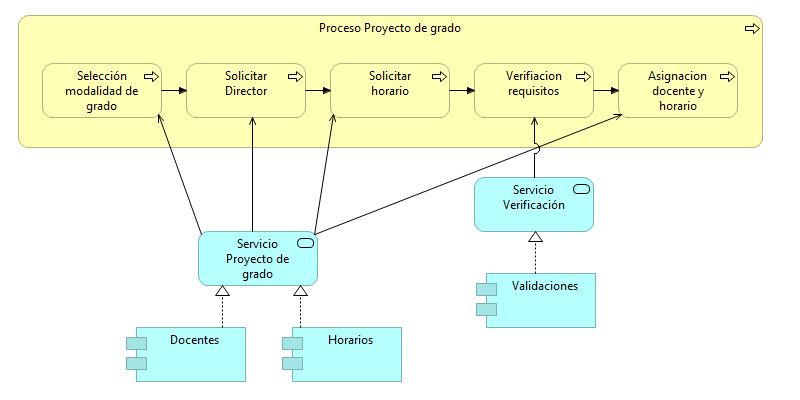 Proceso Proyecto de grado
Selección
modalidad de
grado
Solicitar
Director
Solicitar
horario
Verifiacion
requisitos
Asignacion
docente y
horario
Servicio
Verificación
Servicio
Proyecto de
grado
Validaciones
Docentes
Horarios